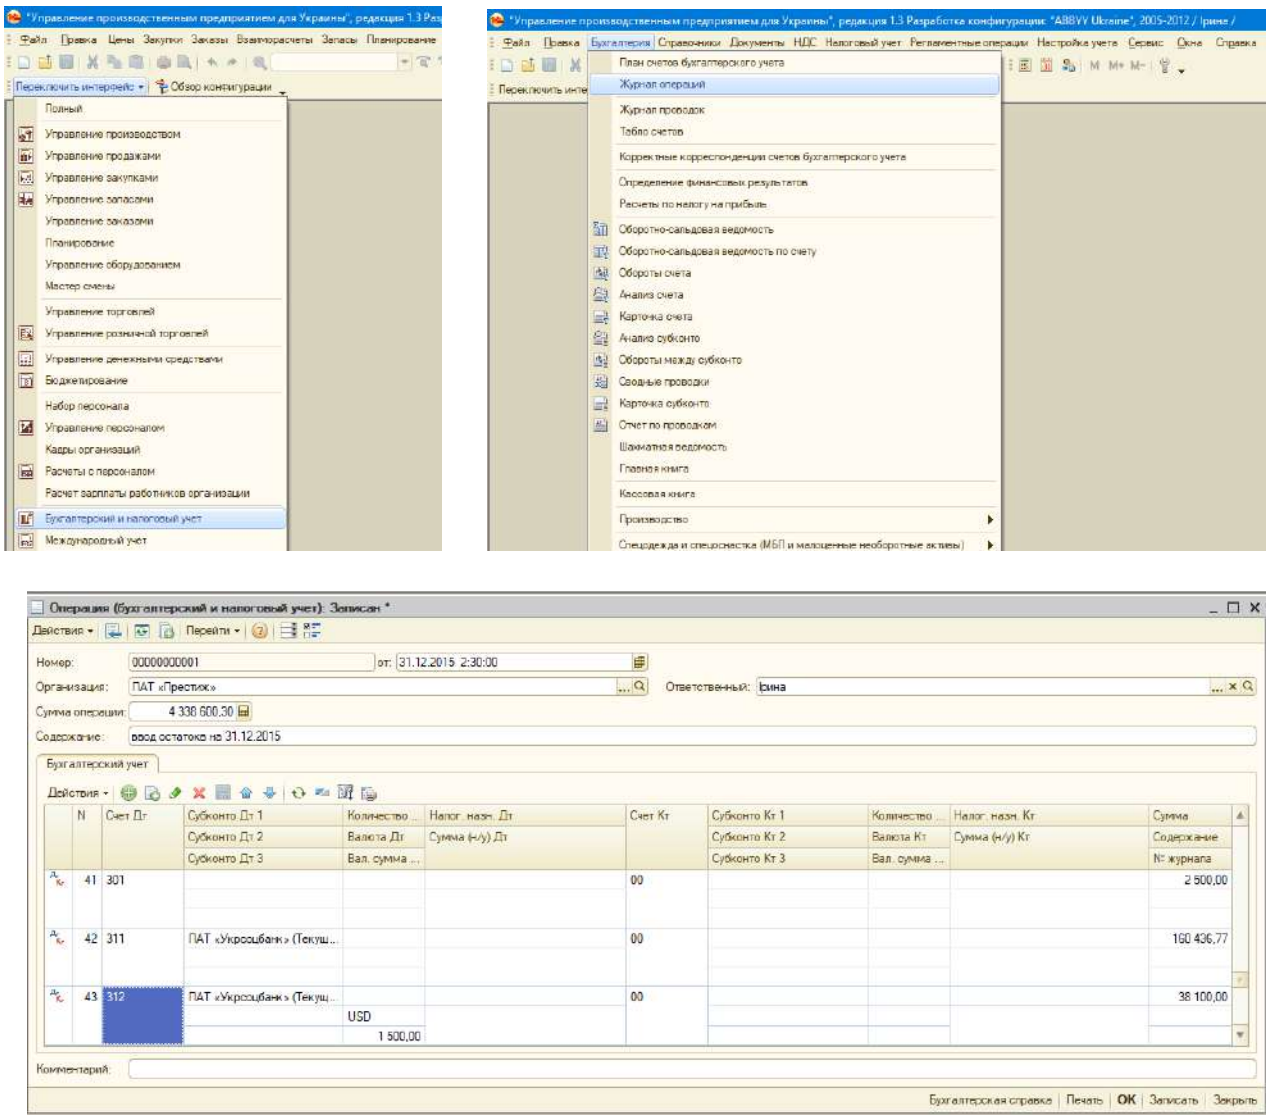 "Управление производственным предприятием для Украины", редакция 1.3 Раз
Файл Правка Цены Закупки Заказы Взаиморасчеты Запасы Планирование
Переключить интерфейс Обзор конфигурации
Полный
Управление производством
Управление продажами
Управление закупками
Управление запасами
Управление заказами
Планирование
Управление оборудованием
Мастер смены
Управление торговлей
Управление розничной торговлей
Управление денежными средствами
Бюджетирование
Набор персонала
Управление персоналом
Кадры организаций
Расчеты с персоналом
Расчет зарплаты работников организации
Бухгалтерский и налоговый учет
Международный учет
"Управление производственным предприятием для Украины", редакция 1.3 Разработка конфигурации: "ABBYY Ukraine", 2005-2012 / Ірина /
Файл Правка Бухгалтерия Справочники Документы НДС Налоговый учет Регламентные операции Настройка учета Сервис Окна Справка
M M+ M-
Переключить инте
План счетов бухгалтерского учета
Журнал операций
Журнал проводок
Табло счетов
Корректные корреспонденции счетов бухгалтерского учета
Определение финансовых результатов
Расчеты по налогу на прибыль
Оборотно-сальдовая ведомость
Оборотно-сальдовая ведомость по счету
Обороты счета
Анализ счета
Карточка счета
Анализ субконто
Обороты между субконто
Сводные проводки
Карточка субконто
Отчет по проводкам
Шахматная ведомость
Главная книга
Кассовая книга
Производство
Спецодежда и спецоснастка (МБП и малоценные необоротные активы)
Операция (бухгалтерский и налоговый учет): Записан *
Действия Перейти
Номер: 00000000001 от: 31.12.2015 2:30:00
Организация: ПАТ «Престиж» ... Ответственный: Ірина ... x
Сумма операции: 4 338 600,30
Содержание: ввод остатков на 31.12.2015
Бухгалтерский учет
Действия
N Счет Дт Субконто Дт 1 Количество ... Налог. назн. Дт Счет Кт Субконто Кт 1 Количество ... Налог. назн. Кт Сумма
Субконто Дт 2 Валюта Дт Сумма (н/у) Дт Субконто Кт 2 Валюта Кт Сумма (н/у) Кт Содержание
Субконто Дт 3 Вал. сумма ... Субконто Кт 3 Вал. сумма ... № журнала
Дт Кт 41 301 00 2 500,00
Дт Кт 42 311 ПАТ «Укрсоцбанк» (Текущ... 00 160 436,77
Дт Кт 43 312 ПАТ «Укрсоцбанк» (Текущ... 00 38 100,00
USD
1 500,00
Комментарий:
Бухгалтерская справка Печать OK Записать Закрыть